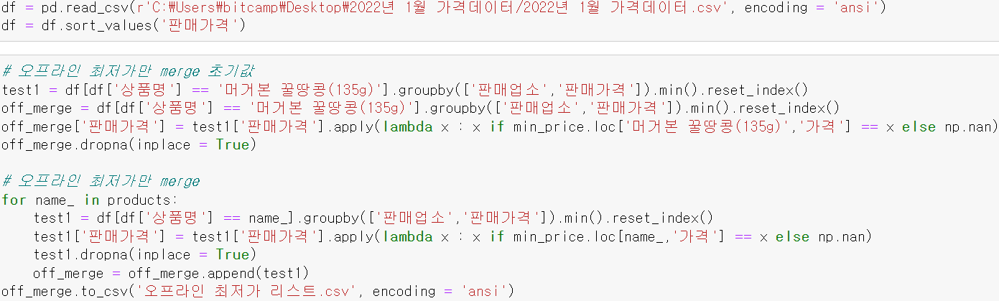 df = pd.read_csv(r'C:₩Users₩bitcamp₩Desktop₩2022년 1월 가격데이터/2022년 1월 가격데이터.csv', encoding = 'ansi')
df = df.sort_values('판매가격')
# 오프라인 최저가만 merge 초기값
test1 = df[df['상품명'] == '머거본 꿀땅콩(135g)'].groupby(['판매업소','판매가격']).min().reset_index()
off_merge = df[df['상품명'] == '머거본 꿀땅콩(135g)'].groupby(['판매업소','판매가격']).min().reset_index()
off_merge['판매가격'] = test1['판매가격'].apply(lambda x : x if min_price.loc['머거본 꿀땅콩(135g)','가격'] == x else np.nan)
off_merge.dropna(inplace = True)
# 오프라인 최저가만 merge
for name_ in products:
    test1 = df[df['상품명'] == name_].groupby(['판매업소','판매가격']).min().reset_index()
    test1['판매가격'] = test1['판매가격'].apply(lambda x : x if min_price.loc[name_,'가격'] == x else np.nan)
    test1.dropna(inplace = True)
    off_merge = off_merge.append(test1)
off_merge.to_csv('오프라인 최저가 리스트.csv', encoding = 'ansi')